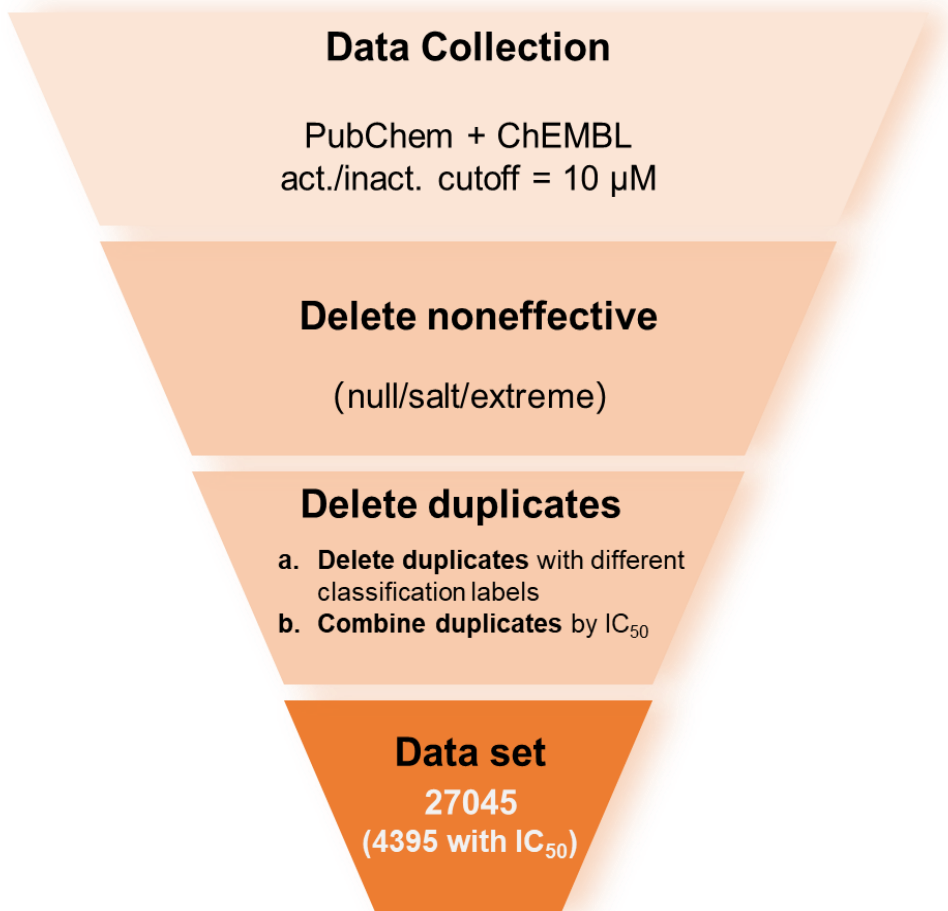 Data Collection
PubChem + ChEMBL
act./inact. cutoff = 10 μM
Delete noneffective
(null/salt/extreme)
Delete duplicates
a. Delete duplicates with different
classification labels
b. Combine duplicates by IC₅₀
Data set
27045
(4395 with IC₅₀)